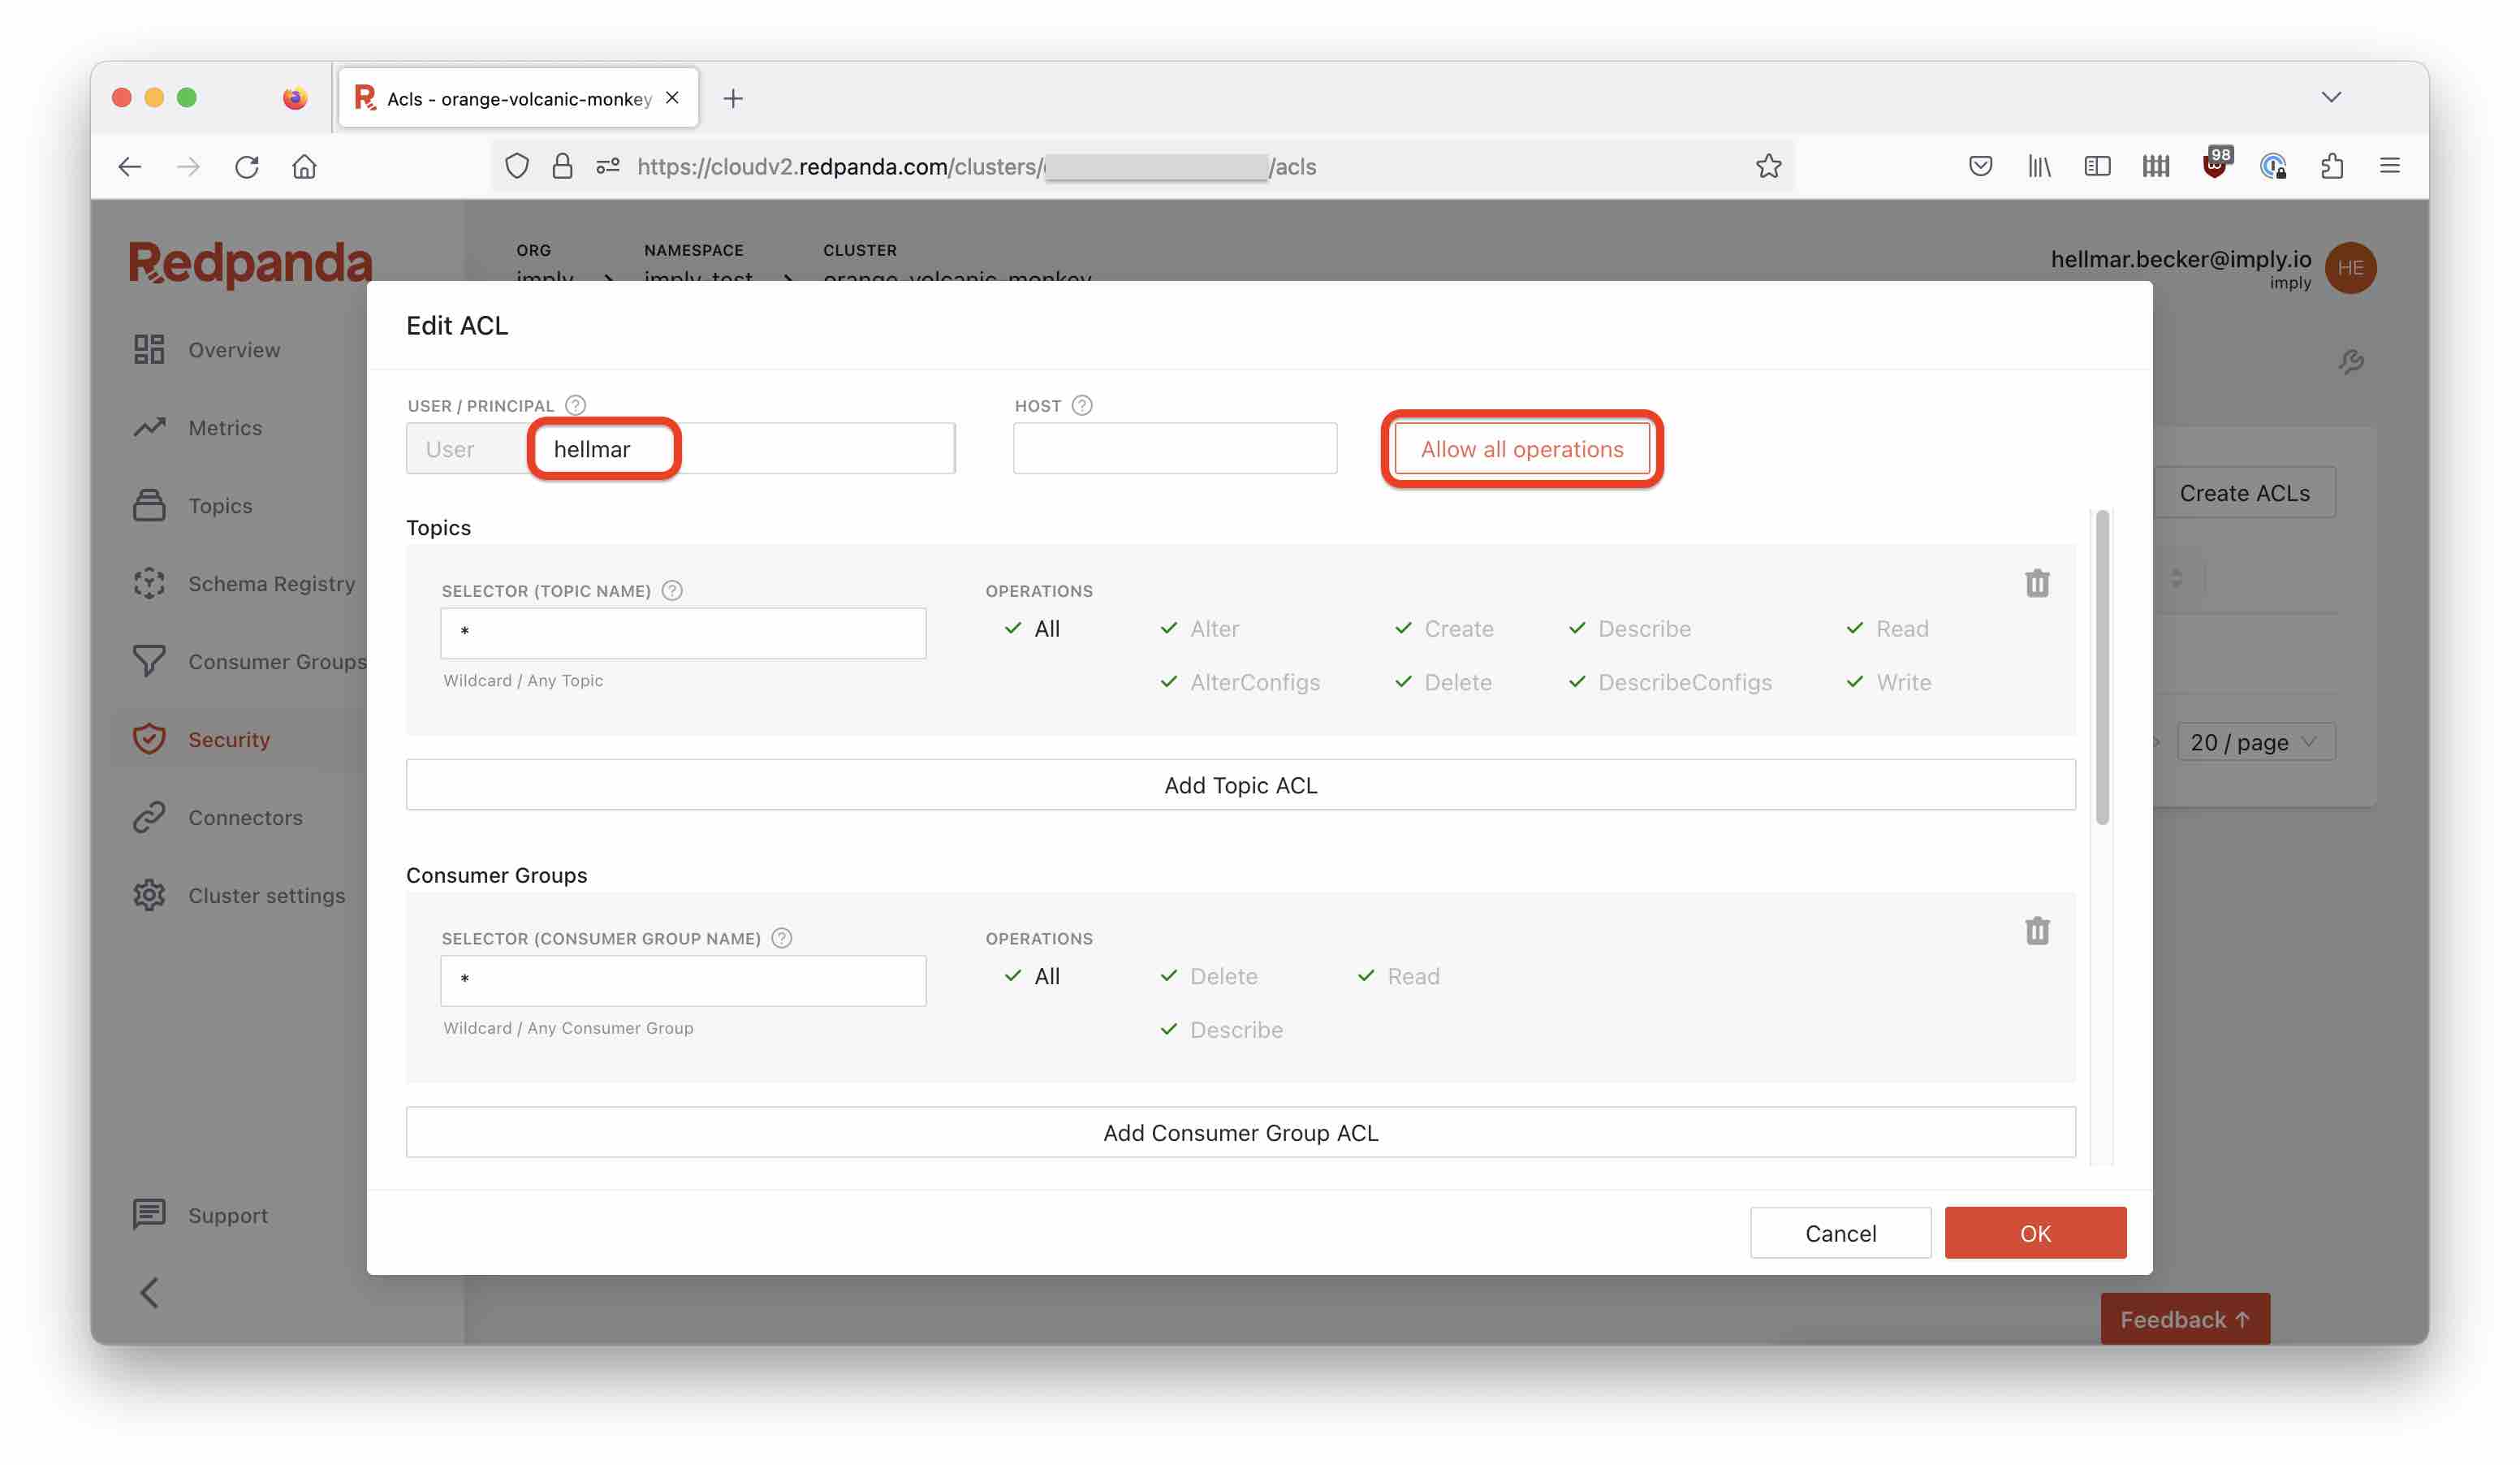 Acls - orange-volcanic-monkey
98
https://cloudv2.redpanda.com/clusters/ /acls
Redpanda
ORG NAMESPACE CLUSTER
imply imply-test orange-volcanic-monkey
hellmar.becker@imply.io
imply
HE
Overview
Metrics
Topics
Schema Registry
Consumer Groups
Security
Connectors
Cluster settings
Support
Edit ACL
USER / PRINCIPAL ? HOST ?
User hellmar Allow all operations
Topics
SELECTOR (TOPIC NAME) ? OPERATIONS
* All Alter Create Describe Read
Wildcard / Any Topic AlterConfigs Delete DescribeConfigs Write
Add Topic ACL
Consumer Groups
SELECTOR (CONSUMER GROUP NAME) ? OPERATIONS
* All Delete Read
Wildcard / Any Consumer Group Describe
Add Consumer Group ACL
Cancel OK
Create ACLs
20 / page
Feedback ↑